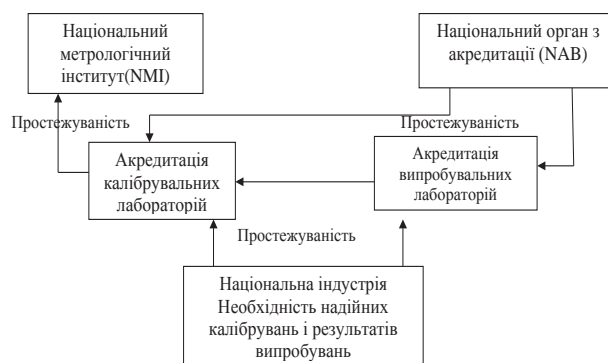 Національний
метрологічний
інститут(NMI)
Національний орган з
акредитації (NAB)
Простежуваність
Простежуваність
Акредитація
калібрувальних
лабораторій
Акредитація
випробувальних
лабораторій
Простежуваність
Національна індустрія
Необхідність надійних
калібрувань і результатів
випробувань